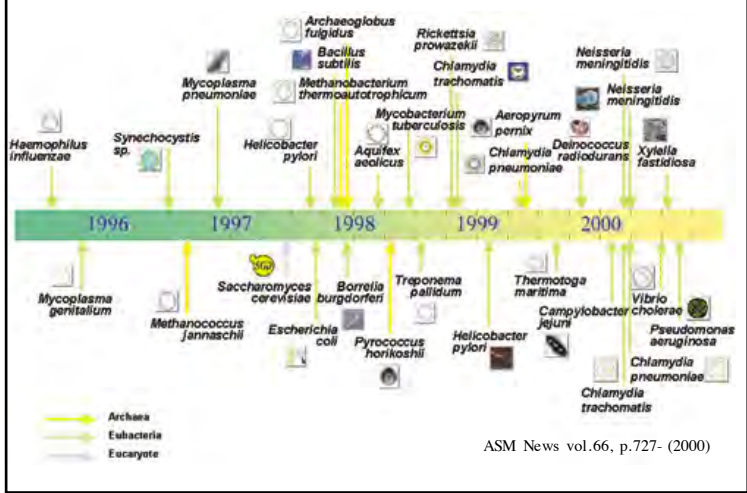 Archaeoglobus
fulgidus
Bacillus
subtilis
Mycoplasma
pneumoniae
Methanobacterium
thermoautotrophicum
Rickettsia
prowazekii
Chlamydia
trachomatis
Mycobacterium
tuberculosis
Aeropyrum
pernix
Neisseria
meningitidis
Neisseria
meningitidis
Haemophilus
influenzae
Synechocystis
sp.
Helicobacter
pylori
Aquifex
aeolicus
Chlamydia
pneumoniae
Deinococcus
radiodurans
Xylella
fastidiosa
1996 1997 1998 1999 2000
Mycoplasma
genitalium
Methanococcus
jannaschii
SGD
Saccharomyces
cerevisiae
Escherichia
coli
Borrelia
burgdorferi
Pyrococcus
horikoshii
Treponema
pallidum
Helicobacter
pylori
Thermotoga
maritima
Campylobacter
jejuni
Vibrio
cholerae
Pseudomonas
aeruginosa
Chlamydia
pneumoniae
Chlamydia
trachomatis
Archaea
Eubacteria
Eucaryote
ASM News vol.66, p.727- (2000)